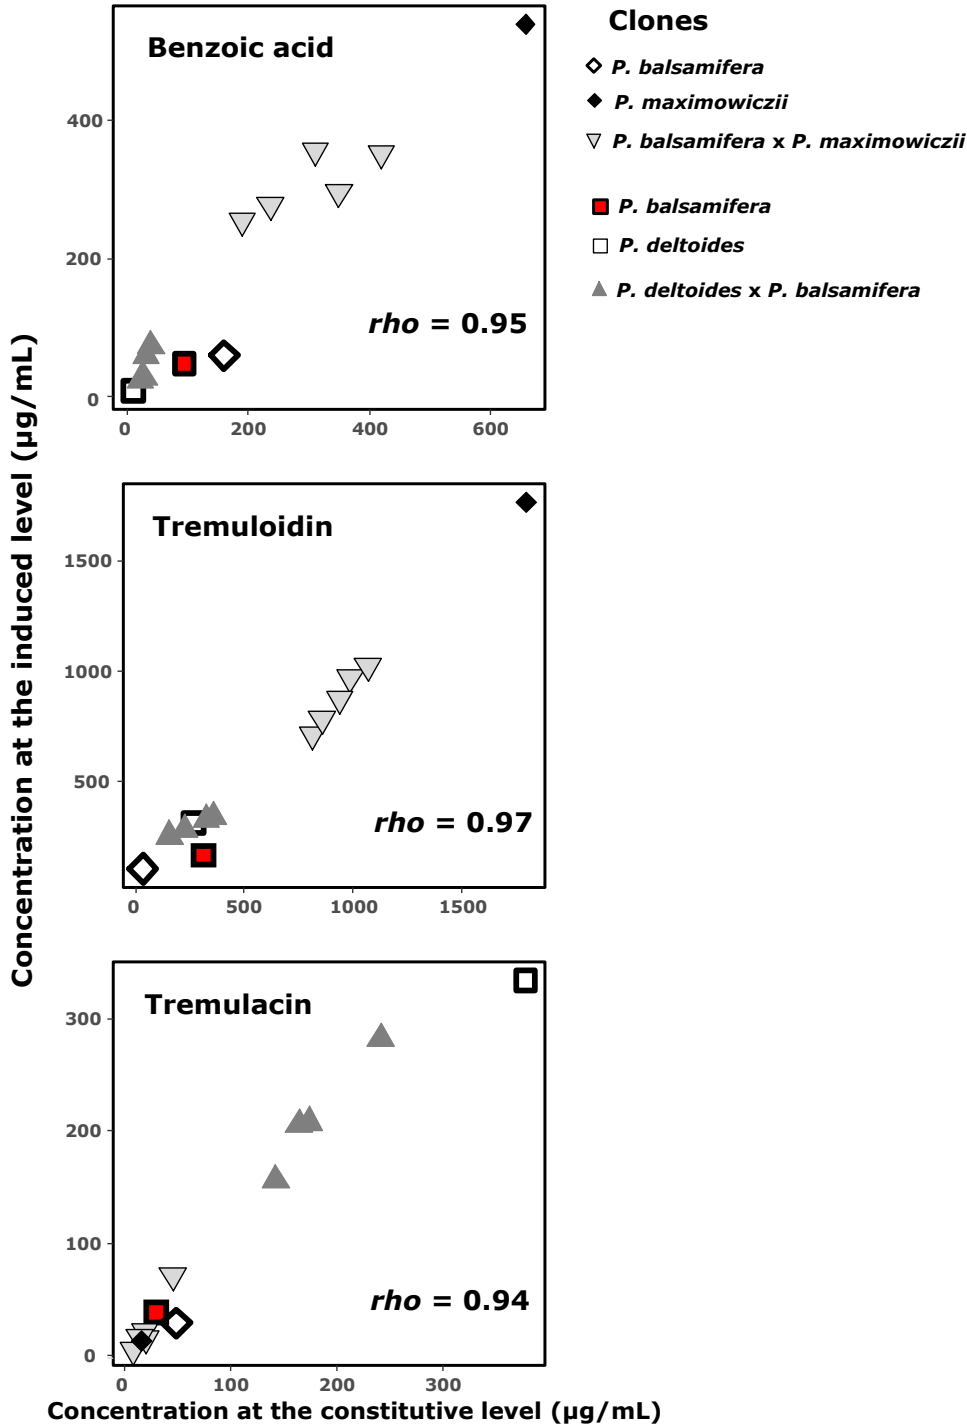 Clones
P. balsamifera
P. maximowiczii
P. balsamifera x P. maximowiczii
P. balsamifera
P. deltoides
P. deltoides x P. balsamifera
Concentration at the induced level (µg/mL)
Benzoic acid
400
200
0
rho = 0.95
0 200 400 600
Tremuloidin
1500
1000
500
rho = 0.97
0 500 1000 1500
Tremulacin
300
200
100
0
rho = 0.94
0 100 200 300
Concentration at the constitutive level (µg/mL)